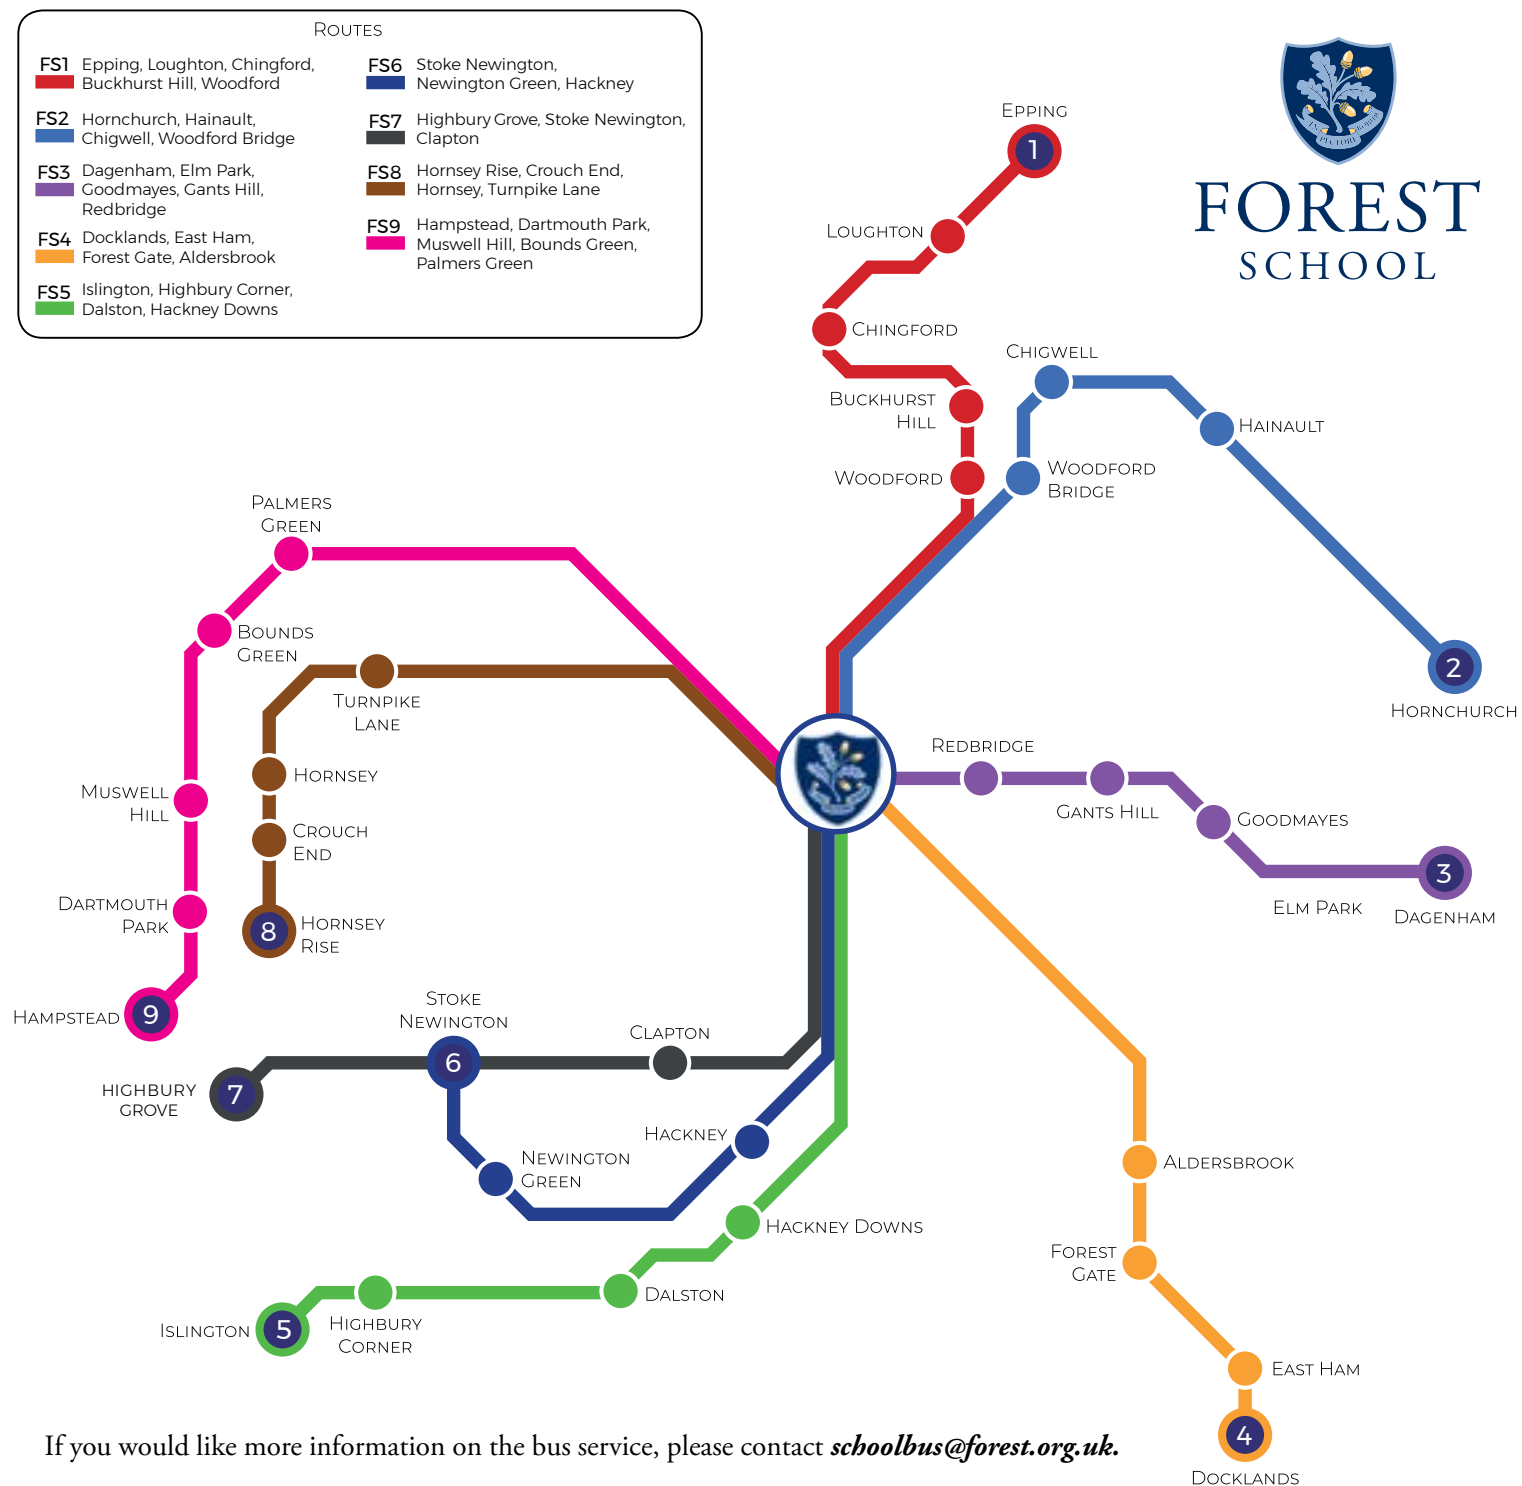 Routes
FS1
Epping, Loughton, Chingford,
Buckhurst Hill, Woodford
FS2
Hornchurch, Hainault,
Chigwell, Woodford Bridge
FS3
Dagenham, Elm Park,
Goodmayes, Gants Hill,
Redbridge
FS4
Docklands, East Ham,
Forest Gate, Aldersbrook
FS5
Islington, Highbury Corner,
Dalston, Hackney Downs
FS6
Stoke Newington,
Newington Green, Hackney
FS7
Highbury Grove, Stoke Newington,
Clapton
FS8
Hornsey Rise, Crouch End,
Hornsey, Turnpike Lane
FS9
Hampstead, Dartmouth Park,
Muswell Hill, Bounds Green,
Palmers Green
FOREST
SCHOOL
Epping
1
Loughton
Chingford
Buckhurst
Hill
Woodford
Chigwell
Hainault
Woodford
Bridge
2
Hornchurch
Palmers
Green
Bounds
Green
Turnpike
Lane
Hornsey
Muswell
Hill
Crouch
End
Dartmouth
Park
8
Hornsey
Rise
Hampstead
9
Redbridge
Gants Hill
Goodmayes
3
Elm Park
Dagenham
Stoke
Newington
6
Clapton
HIGHBURY
GROVE
7
Hackney
Newington
Green
Hackney Downs
Dalston
Highbury
Corner
Islington
5
Aldersbrook
Forest
Gate
East Ham
4
Docklands
If you would like more information on the bus service, please contact schoolbus@forest.org.uk.